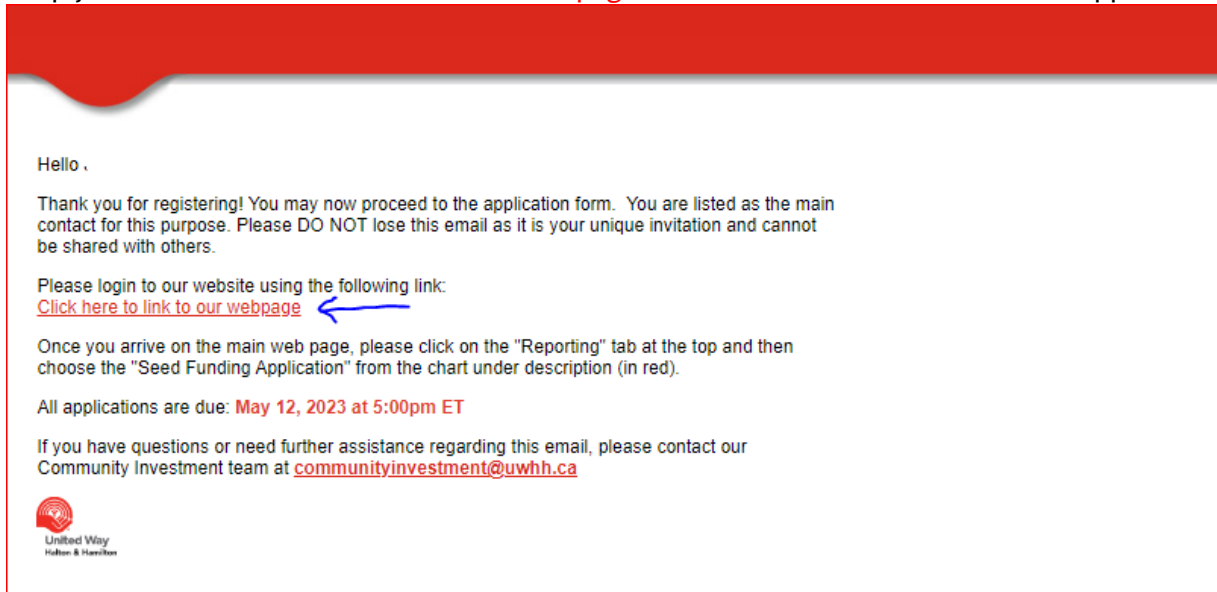 Hello
Thank you for registering! You may now proceed to the application form. You are listed as the main
contact for this purpose. Please DO NOT lose this email as it is your unique invitation and cannot
be shared with others.
Please login to our website using the following link:
Click here to link to our webpage
Once you arrive on the main web page, please click on the "Reporting" tab at the top and then
choose the "Seed Funding Application" from the chart under description (in red).
All applications are due: May 12, 2023 at 5:00pm ET
If you have questions or need further assistance regarding this email, please contact our
Community Investment team at communityinvestment@uwhh.ca
United Way
Halton & Hamilton